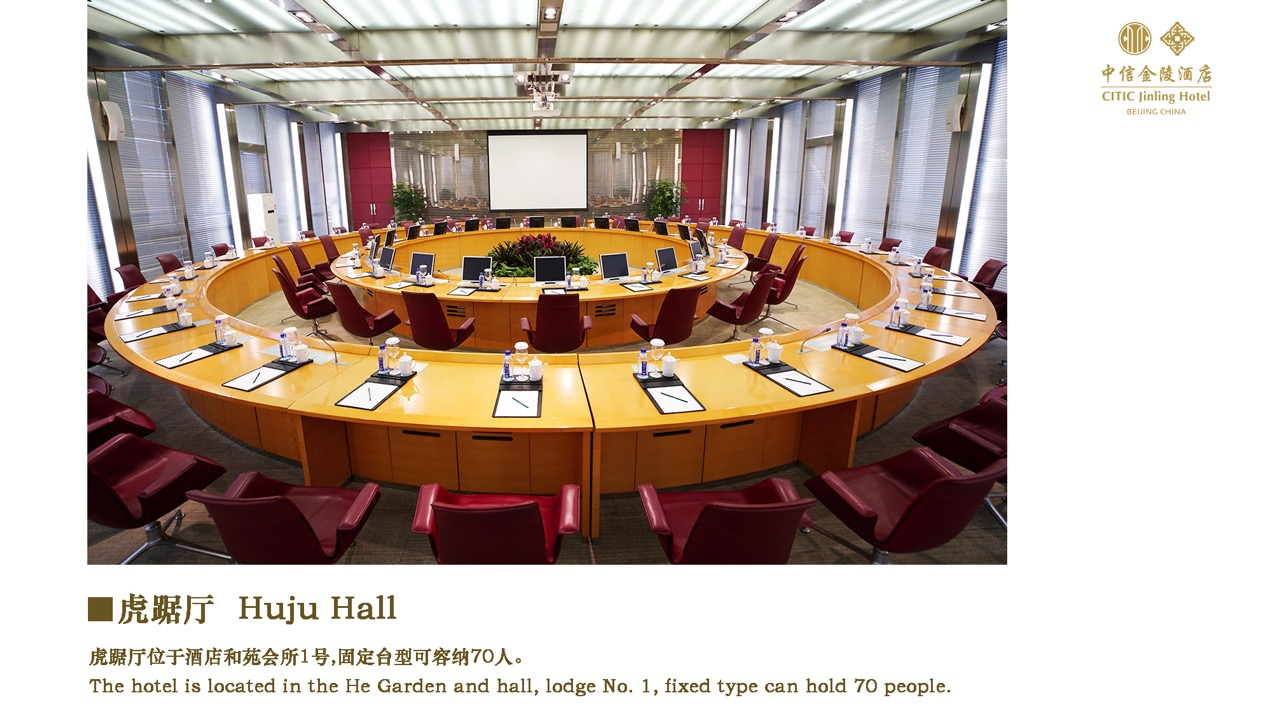 中信金陵酒店
CITIC Jinling Hotel
BEIJING CHINA
■虎踞厅 Huju Hall
虎踞厅位于酒店和苑会所1号,固定台型可容纳70人。
The hotel is located in the He Garden and hall, lodge No. 1, fixed type can hold 70 people.